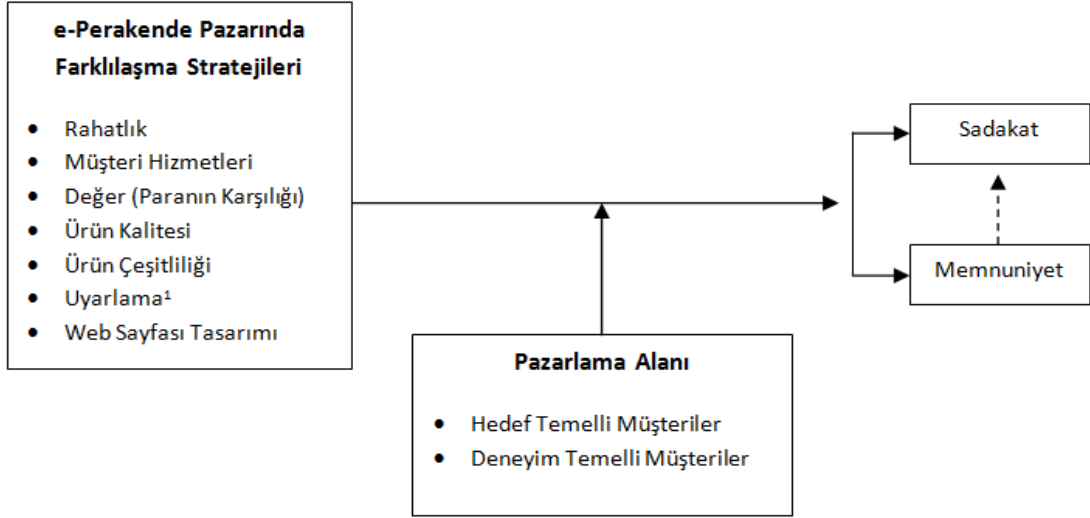 e-Perakende Pazarında
Farklılaşma Stratejileri
• Rahatlık
• Müşteri Hizmetleri
• Değer (Paranın Karşılığı)
• Ürün Kalitesi
• Ürün Çeşitliliği
• Uyarlama¹
• Web Sayfası Tasarımı
Sadakat
Memnuniyet
Pazarlama Alanı
• Hedef Temelli Müşteriler
• Deneyim Temelli Müşteriler